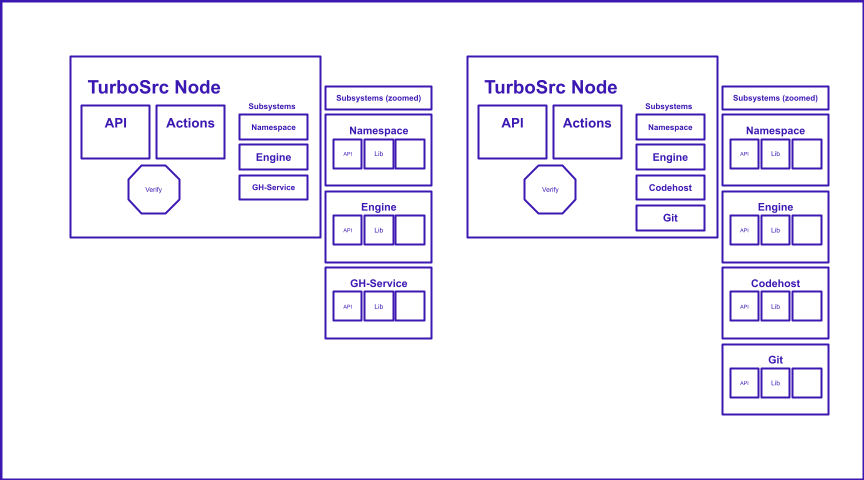 TurboSrc Node
API
Actions
Verify
Subsystems
Namespace
Engine
GH-Service
Subsystems (zoomed)
Namespace
API
Lib
Engine
API
Lib
GH-Service
API
Lib
TurboSrc Node
API
Actions
Verify
Subsystems
Namespace
Engine
Codehost
Git
Subsystems (zoomed)
Namespace
API
Lib
Engine
API
Lib
Codehost
API
Lib
Git
API
Lib